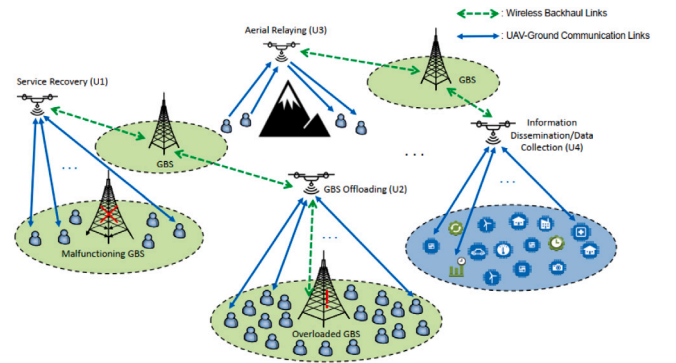 : Wireless Backhaul Links
: UAV-Ground Communication Links
Aerial Relaying (U3)
GBS
Service Recovery (U1)
Information
Dissemination/Data
Collection (U4)
GBS
...
...
...
GBS Offloading (U2)
...
Malfunctioning GBS
Overloaded GBS